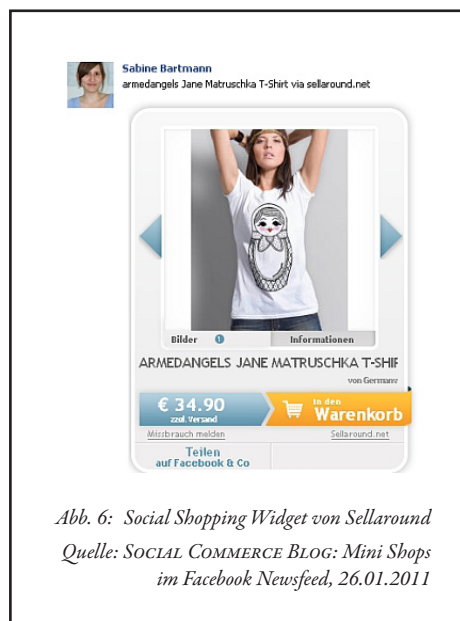 Sabine Bartmann
armedangels Jane Matruschka T-Shirt via sellaround.net
Bilder 1 Informationen
ARMEDANGELS JANE MATRUSCHKA T-SHIF
von Germany
€ 34.90
zzgl. Versand
in den
Warenkorb
Missbrauch melden Sellaround.net
Teilen
auf Facebook & Co
Abb. 6: Social Shopping Widget von Sellaround
Quelle: SOCIAL COMMERCE BLOG: Mini Shops
im Facebook Newsfeed, 26.01.2011